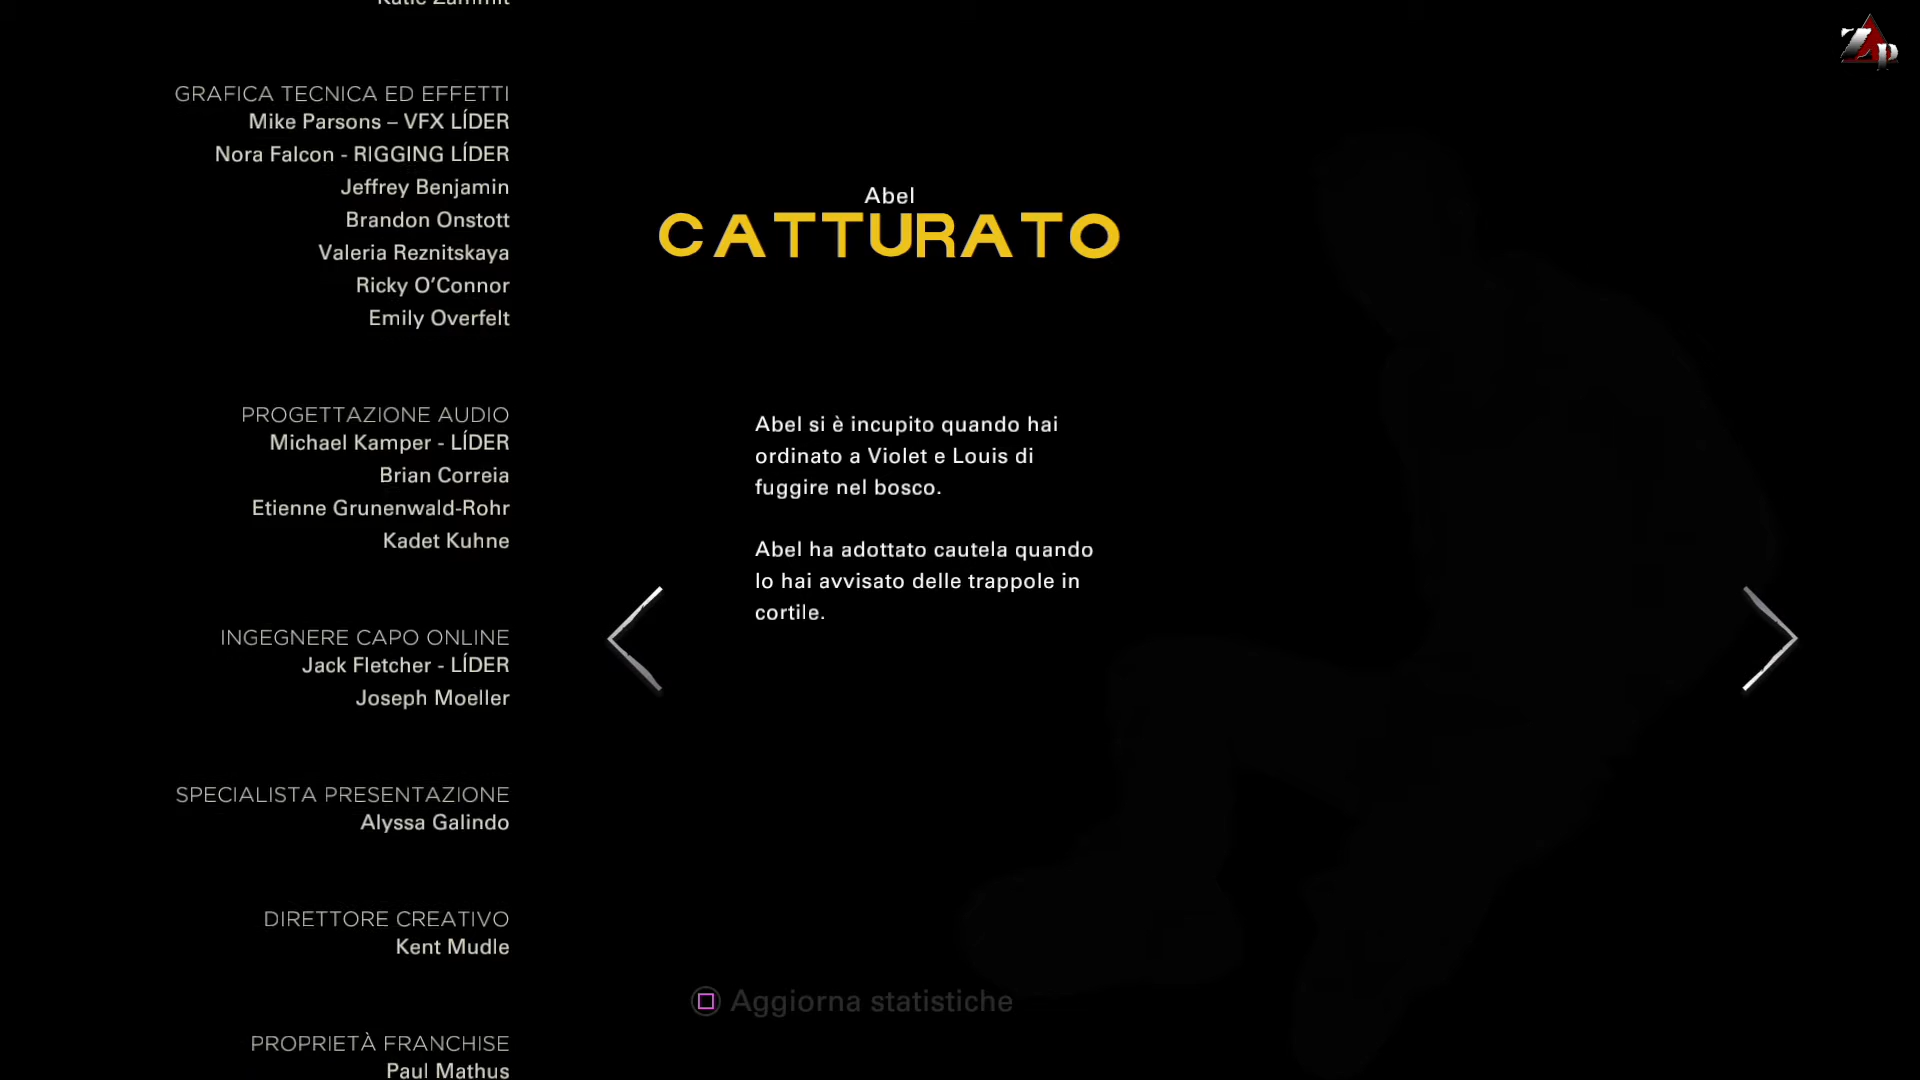 Katie Zammit
GRAFICA TECNICA ED EFFETTI
Mike Parsons – VFX LÍDER
Nora Falcon - RIGGING LÍDER
Jeffrey Benjamin
Brandon Onstott
Valeria Reznitskaya
Ricky O’Connor
Emily Overfelt
PROGETTAZIONE AUDIO
Michael Kamper - LÍDER
Brian Correia
Etienne Grunenwald-Rohr
Kadet Kuhne
INGEGNERE CAPO ONLINE
Jack Fletcher - LÍDER
Joseph Moeller
SPECIALISTA PRESENTAZIONE
Alyssa Galindo
DIRETTORE CREATIVO
Kent Mudle
PROPRIETÀ FRANCHISE
Paul Mathus
Abel
CATTURATO
Abel si è incupito quando hai
ordinato a Violet e Louis di
fuggire nel bosco.
Abel ha adottato cautela quando
lo hai avvisato delle trappole in
cortile.
Aggiorna statistiche
ZAp